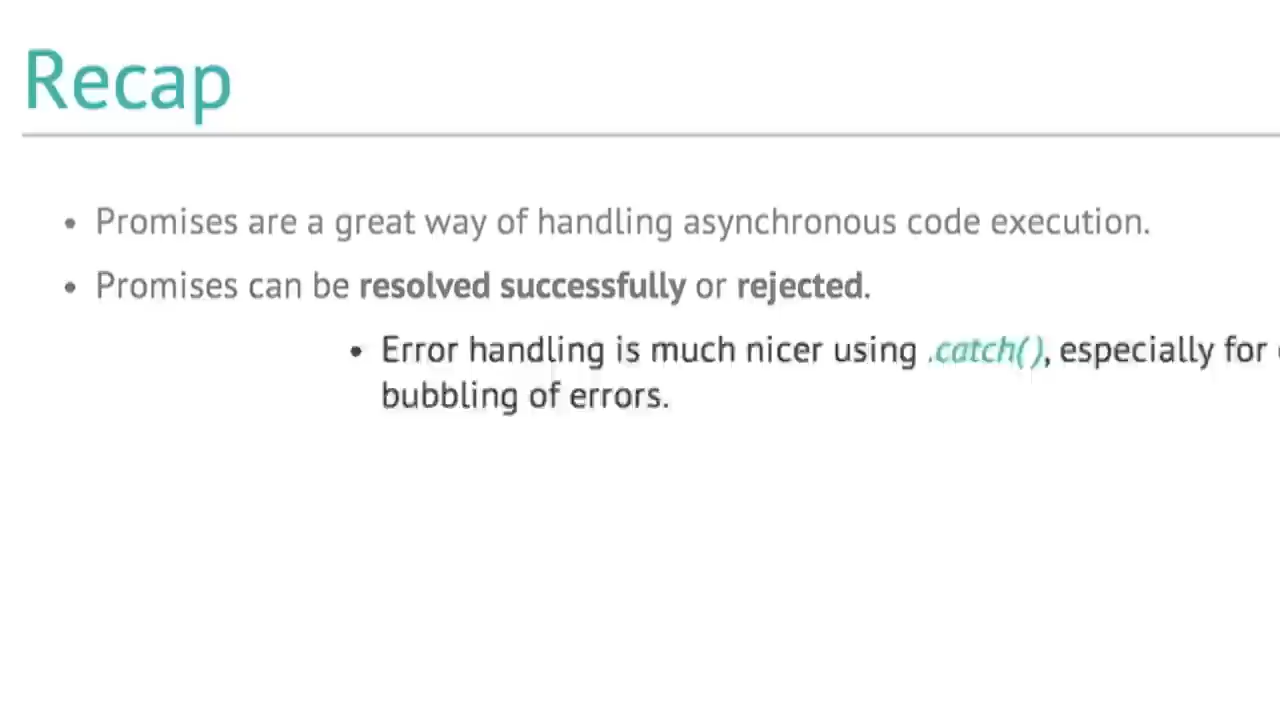 Recap
• Promises are a great way of handling asynchronous code execution.
• Promises can be resolved successfully or rejected.
• Error handling is much nicer using .catch(), especially for
bubbling of errors.